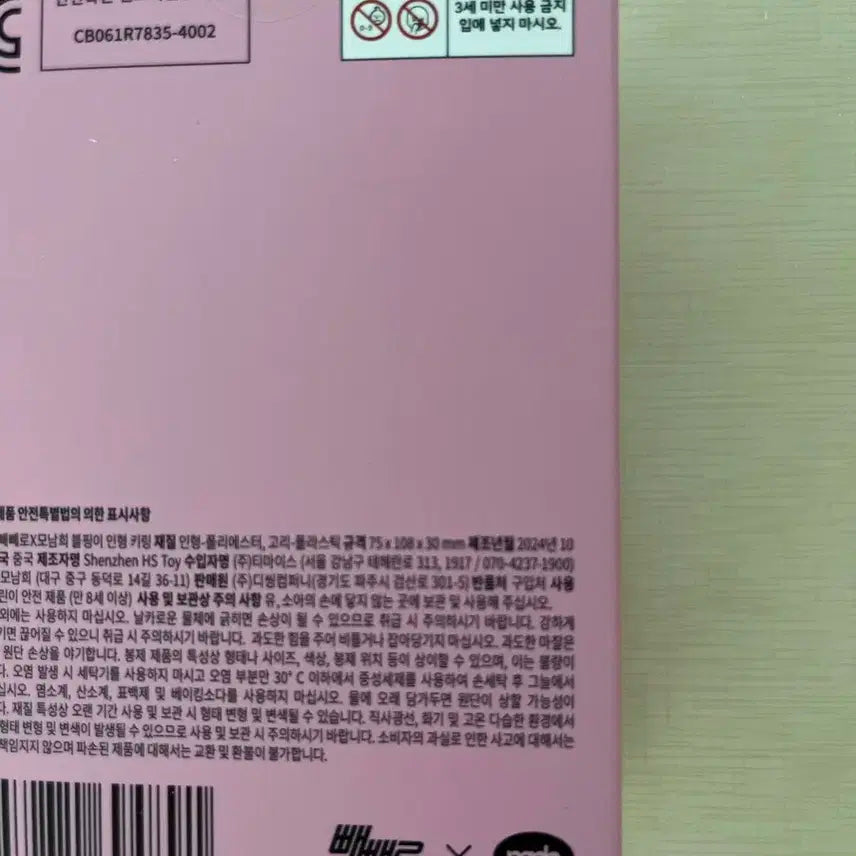 CB061R7835-4002
3세 미만 사용 금지
입에 넣지 마시오.
0-3
제품 안전특별법의 의한 표시사항
빼빼로X모남희 블핑이 인형 키링 재질 인형-폴리에스터, 고리-플라스틱 규격 75 x 108 x 30 mm 제조년월 2024년 10
국 중국 제조자명 Shenzhen HS Toy 수입자명 (주)티마이스 (서울 강남구 테헤란로 313, 1917 / 070-4237-1900)
모남희 (대구 중구 동덕로 14길 36-11) 판매원 (주)디씽컴퍼니(경기도 파주시 검산로 301-5) 반품처 구입처 사용
린이 안전 제품 (만 8세 이상) 사용 및 보관상 주의 사항 유, 소아의 손에 닿지 않는 곳에 보관 및 사용해 주십시오.
외에는 사용하지 마십시오. 날카로운 물체에 긁히면 손상이 될 수 있으므로 취급 시 주의하시기 바랍니다. 강하게
기면 끊어질 수 있으니 취급 시 주의하시기 바랍니다. 과도한 힘을 주어 비틀거나 잡아당기지 마십시오. 과도한 마찰은
원단 손상을 야기합니다. 봉제 제품의 특성상 형태나 사이즈, 색상, 봉제 위치 등이 상이할 수 있으며, 이는 불량이
다. 오염 발생 시 세탁기를 사용하지 마시고 오염 부분만 30° C 이하에서 중성세제를 사용하여 손세탁 후 그늘에서
십시오. 염소계, 산소계, 표백제 및 베이킹소다를 사용하지 마십시오. 물에 오래 담가두면 원단이 상할 가능성이
다. 재질 특성상 오랜 기간 사용 및 보관 시 형태 변형 및 변색될 수 있습니다. 직사광선, 화기 및 고온 다습한 환경에서
형태 변형 및 변색이 발생될 수 있으므로 사용 및 보관 시 주의하시기 바랍니다. 소비자의 과실로 인한 사고에 대해서는
책임지지 않으며 파손된 제품에 대해서는 교환 및 환불이 불가합니다.
빼빼로 ×